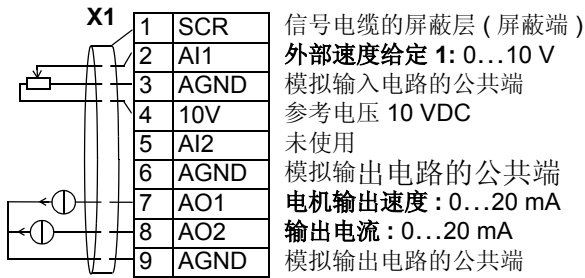 X1
1 SCR 信号电缆的屏蔽层 ( 屏蔽端 )
2 AI1 外部速度给定 1: 0…10 V
3 AGND 模拟输入电路的公共端
4 10V 参考电压 10 VDC
5 AI2 未使用
6 AGND 模拟输出电路的公共端
7 AO1 电机输出速度 : 0…20 mA
8 AO2 输出电流 : 0…20 mA
9 AGND 模拟输出电路的公共端